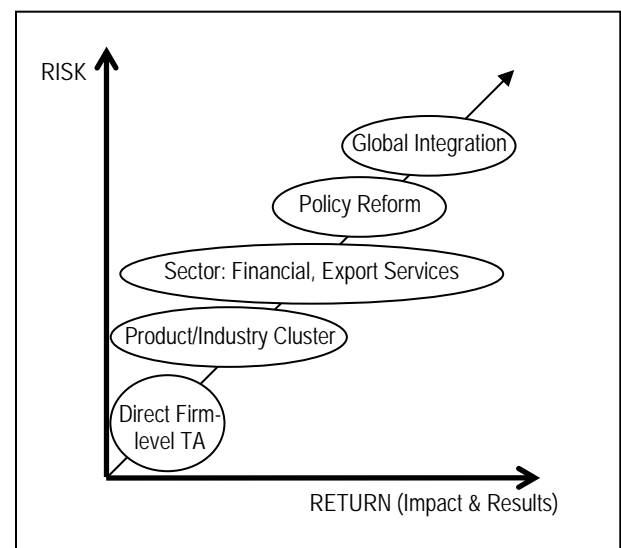 RISK
Global Integration
Policy Reform
Sector: Financial, Export Services
Product/Industry Cluster
Direct Firm-
level TA
RETURN (Impact & Results)